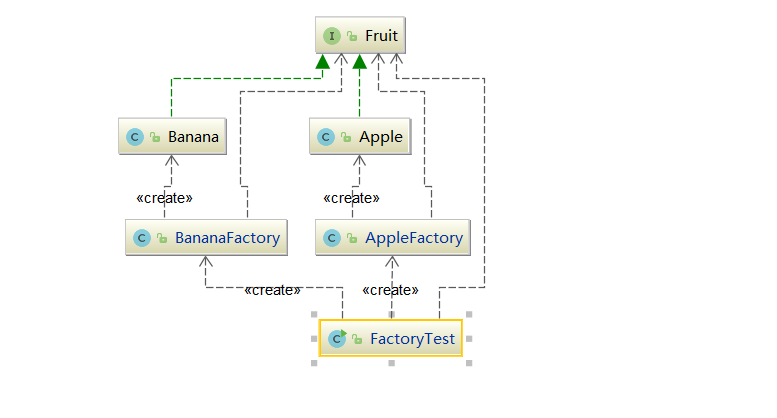 I Fruit
C Banana
C Apple
«create»
«create»
C BananaFactory
C AppleFactory
«create»
«create»
C FactoryTest